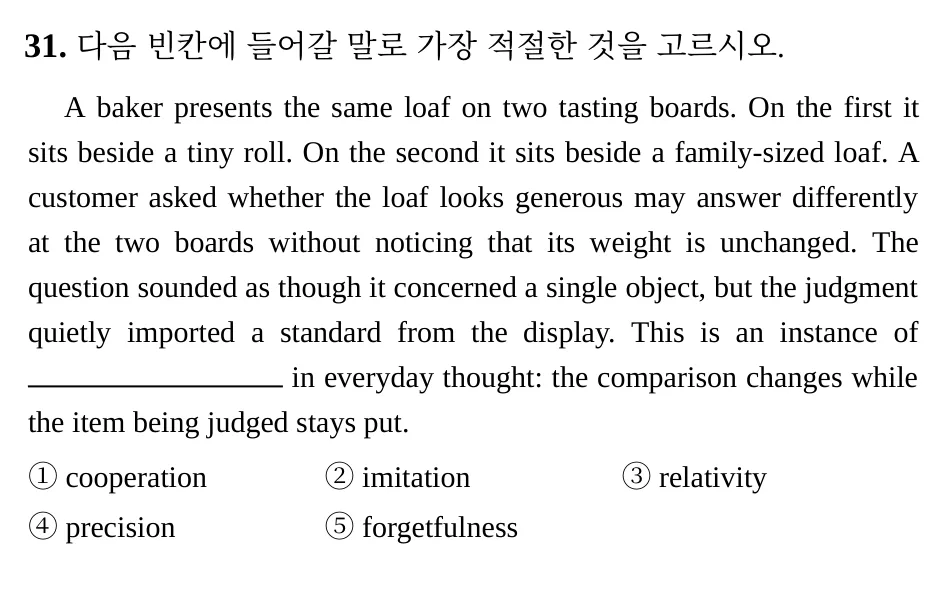 31. 다음 빈칸에 들어갈 말로 가장 적절한 것을 고르시오.
A baker presents the same loaf on two tasting boards. On the first it
sits beside a tiny roll. On the second it sits beside a family-sized loaf. A
customer asked whether the loaf looks generous may answer differently
at the two boards without noticing that its weight is unchanged. The
question sounded as though it concerned a single object, but the judgment
quietly imported a standard from the display. This is an instance of
in everyday thought: the comparison changes while
the item being judged stays put.
① cooperation ② imitation ③ relativity
④ precision ⑤ forgetfulness